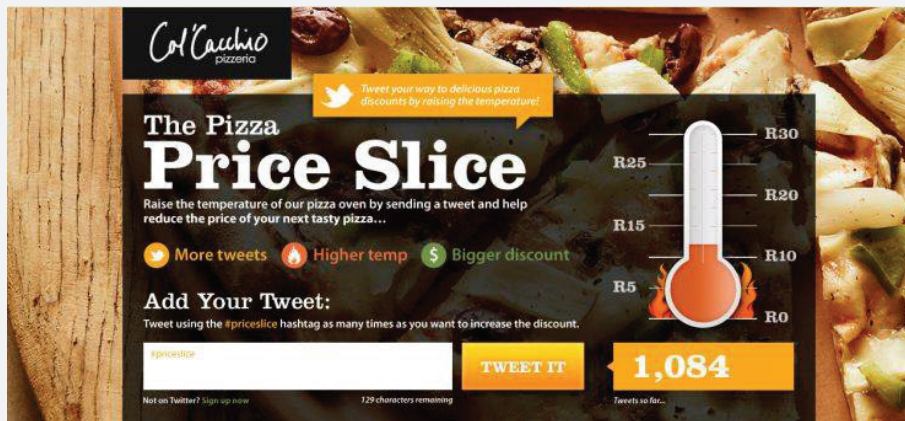 Col'Cacchio
pizzeria
Tweet your way to delicious pizza
discounts by raising the temperature!
The Pizza
Price Slice
Raise the temperature of our pizza oven by sending a tweet and help
reduce the price of your next tasty pizza...
More tweets
Higher temp
$ Bigger discount
R30
R25
R20
R15
R10
R5
R0
Add Your Tweet:
Tweet using the #priceslice hashtag as many times as you want to increase the discount.
#priceslice
TWEET IT
1,084
Not on Twitter? Sign up now
129 characters remaining
Tweets so far...